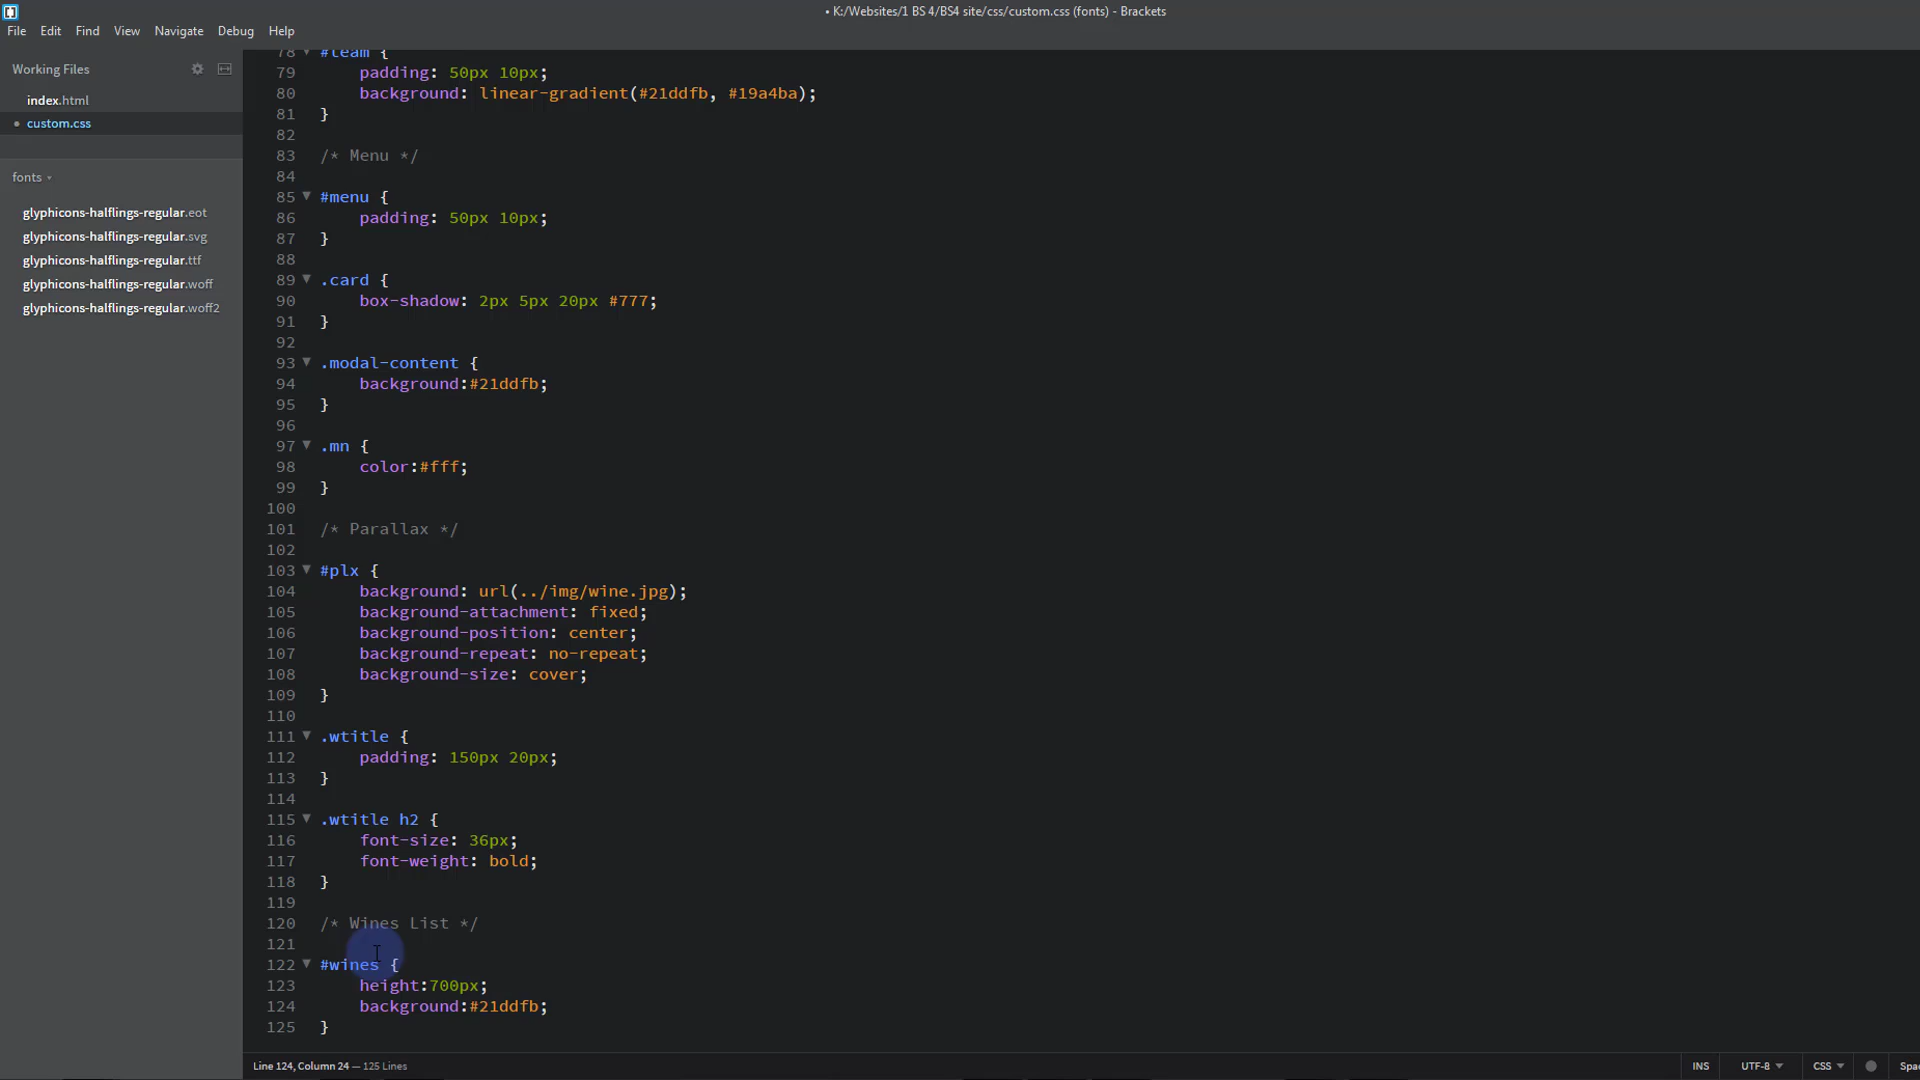 • K:/Websites/1 BS 4/BS4 site/css/custom.css (fonts) - Brackets
File Edit Find View Navigate Debug Help
Working Files
index.html
• custom.css
fonts
glyphicons-halflings-regular.eot
glyphicons-halflings-regular.svg
glyphicons-halflings-regular.ttf
glyphicons-halflings-regular.woff
glyphicons-halflings-regular.woff2
78 #team {
79 padding: 50px 10px;
80 background: linear-gradient(#21ddfb, #19a4ba);
81 }
82
83 /* Menu */
84
85 #menu {
86 padding: 50px 10px;
87 }
88
89 .card {
90 box-shadow: 2px 5px 20px #777;
91 }
92
93 .modal-content {
94 background:#21ddfb;
95 }
96
97 .mn {
98 color:#fff;
99 }
100
101 /* Parallax */
102
103 #plx {
104 background: url(../img/wine.jpg);
105 background-attachment: fixed;
106 background-position: center;
107 background-repeat: no-repeat;
108 background-size: cover;
109 }
110
111 .wtitle {
112 padding: 150px 20px;
113 }
114
115 .wtitle h2 {
116 font-size: 36px;
117 font-weight: bold;
118 }
119
120 /* Wines List */
121
122 #wines {
123 height:700px;
124 background:#21ddfb;
125 }
Line 124, Column 24 — 125 Lines
INS UTF-8 CSS Spac